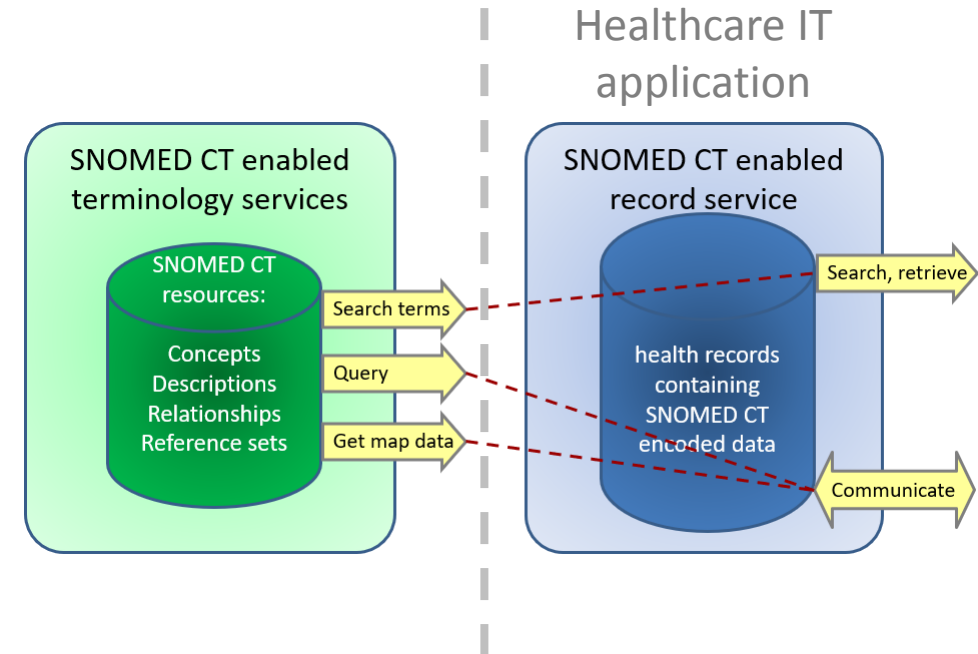 Healthcare IT
application
SNOMED CT enabled
terminology services
SNOMED CT
resources:
Concepts
Descriptions
Relationships
Reference sets
Search terms
Query
Get map data
SNOMED CT enabled
record service
health records
containing
SNOMED CT
encoded data
Search, retrieve
Communicate